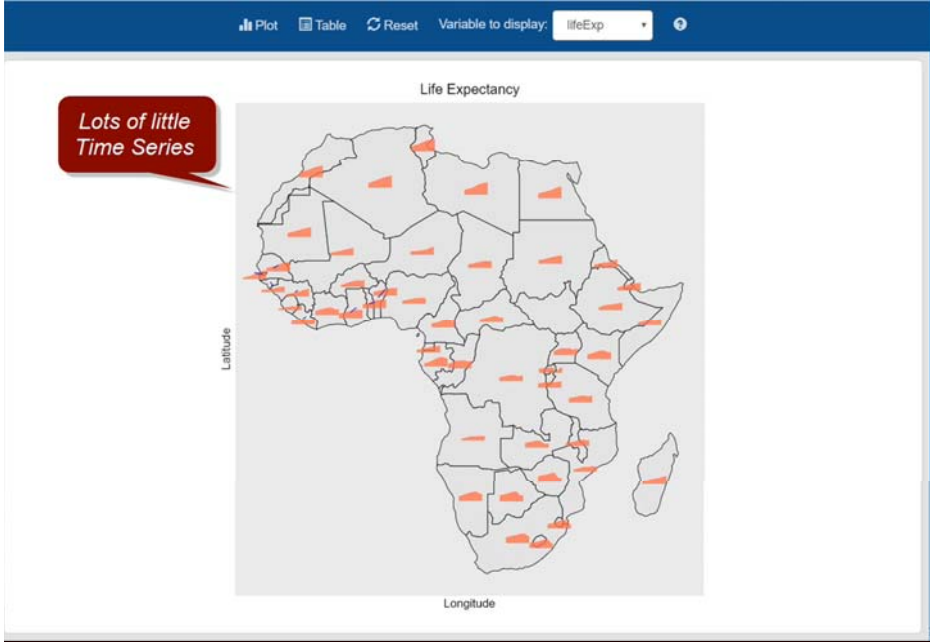 Plot Table Reset Variable to display: lifeExp
Life Expectancy
Lots of little
Time Series
Latitude
Longitude